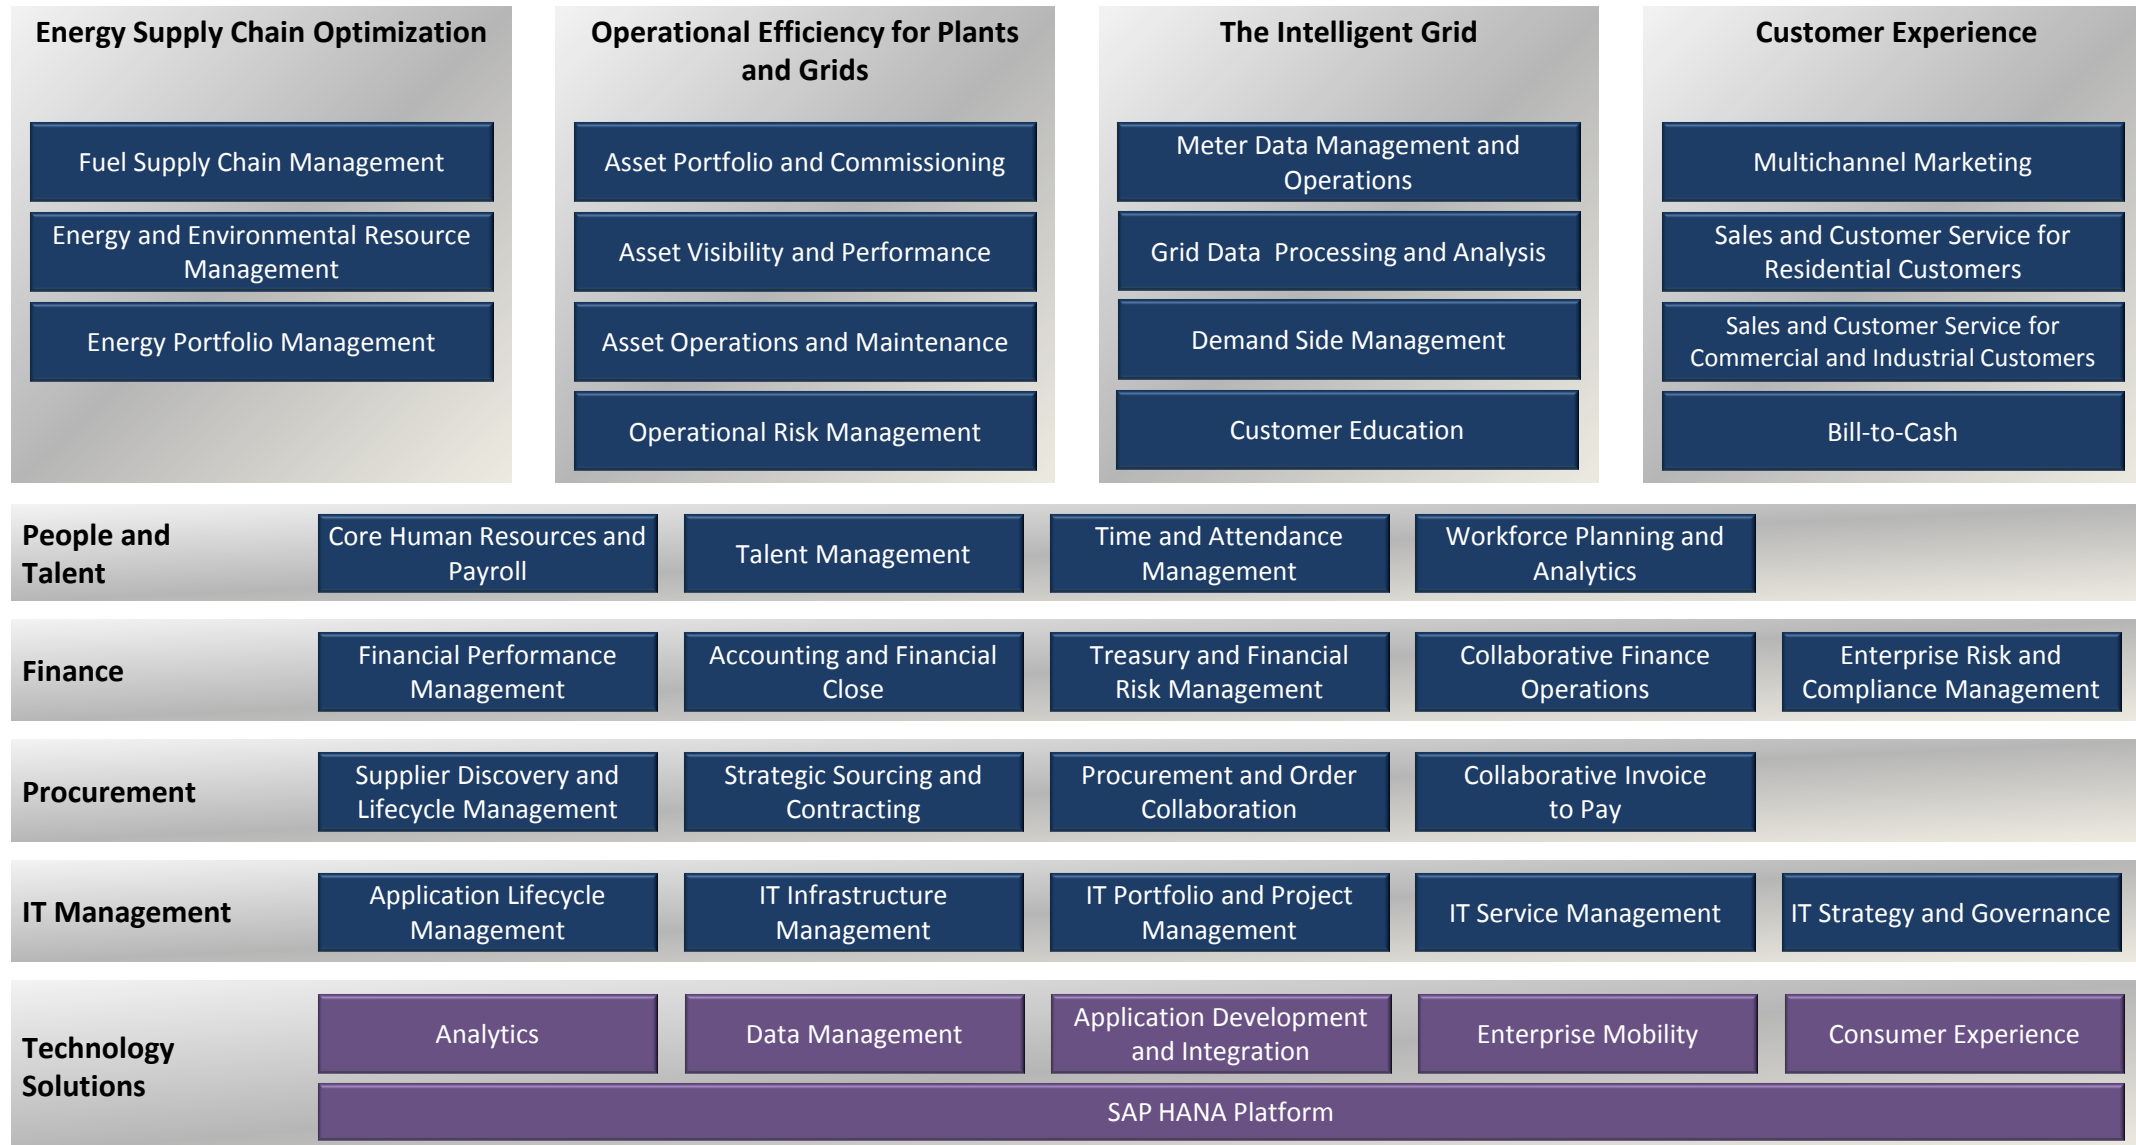 Energy Supply Chain Optimization
Fuel Supply Chain Management
Energy and Environmental Resource
Management
Energy Portfolio Management
Operational Efficiency for Plants
and Grids
Asset Portfolio and Commissioning
Asset Visibility and Performance
Asset Operations and Maintenance
Operational Risk Management
The Intelligent Grid
Meter Data Management and
Operations
Grid Data  Processing and Analysis
Demand Side Management
Customer Education
Customer Experience
Multichannel Marketing
Sales and Customer Service for
Residential Customers
Sales and Customer Service for
Commercial and Industrial Customers
Bill-to-Cash
People and
Talent
Core Human Resources and
Payroll
Talent Management
Time and Attendance
Management
Workforce Planning and
Analytics
Finance
Financial Performance
Management
Accounting and Financial
Close
Treasury and Financial
Risk Management
Collaborative Finance
Operations
Enterprise Risk and
Compliance Management
Procurement
Supplier Discovery and
Lifecycle Management
Strategic Sourcing and
Contracting
Procurement and Order
Collaboration
Collaborative Invoice
to Pay
IT Management
Application Lifecycle
Management
IT Infrastructure
Management
IT Portfolio and Project
Management
IT Service Management
IT Strategy and Governance
Technology
Solutions
Analytics
Data Management
Application Development
and Integration
Enterprise Mobility
Consumer Experience
SAP HANA Platform